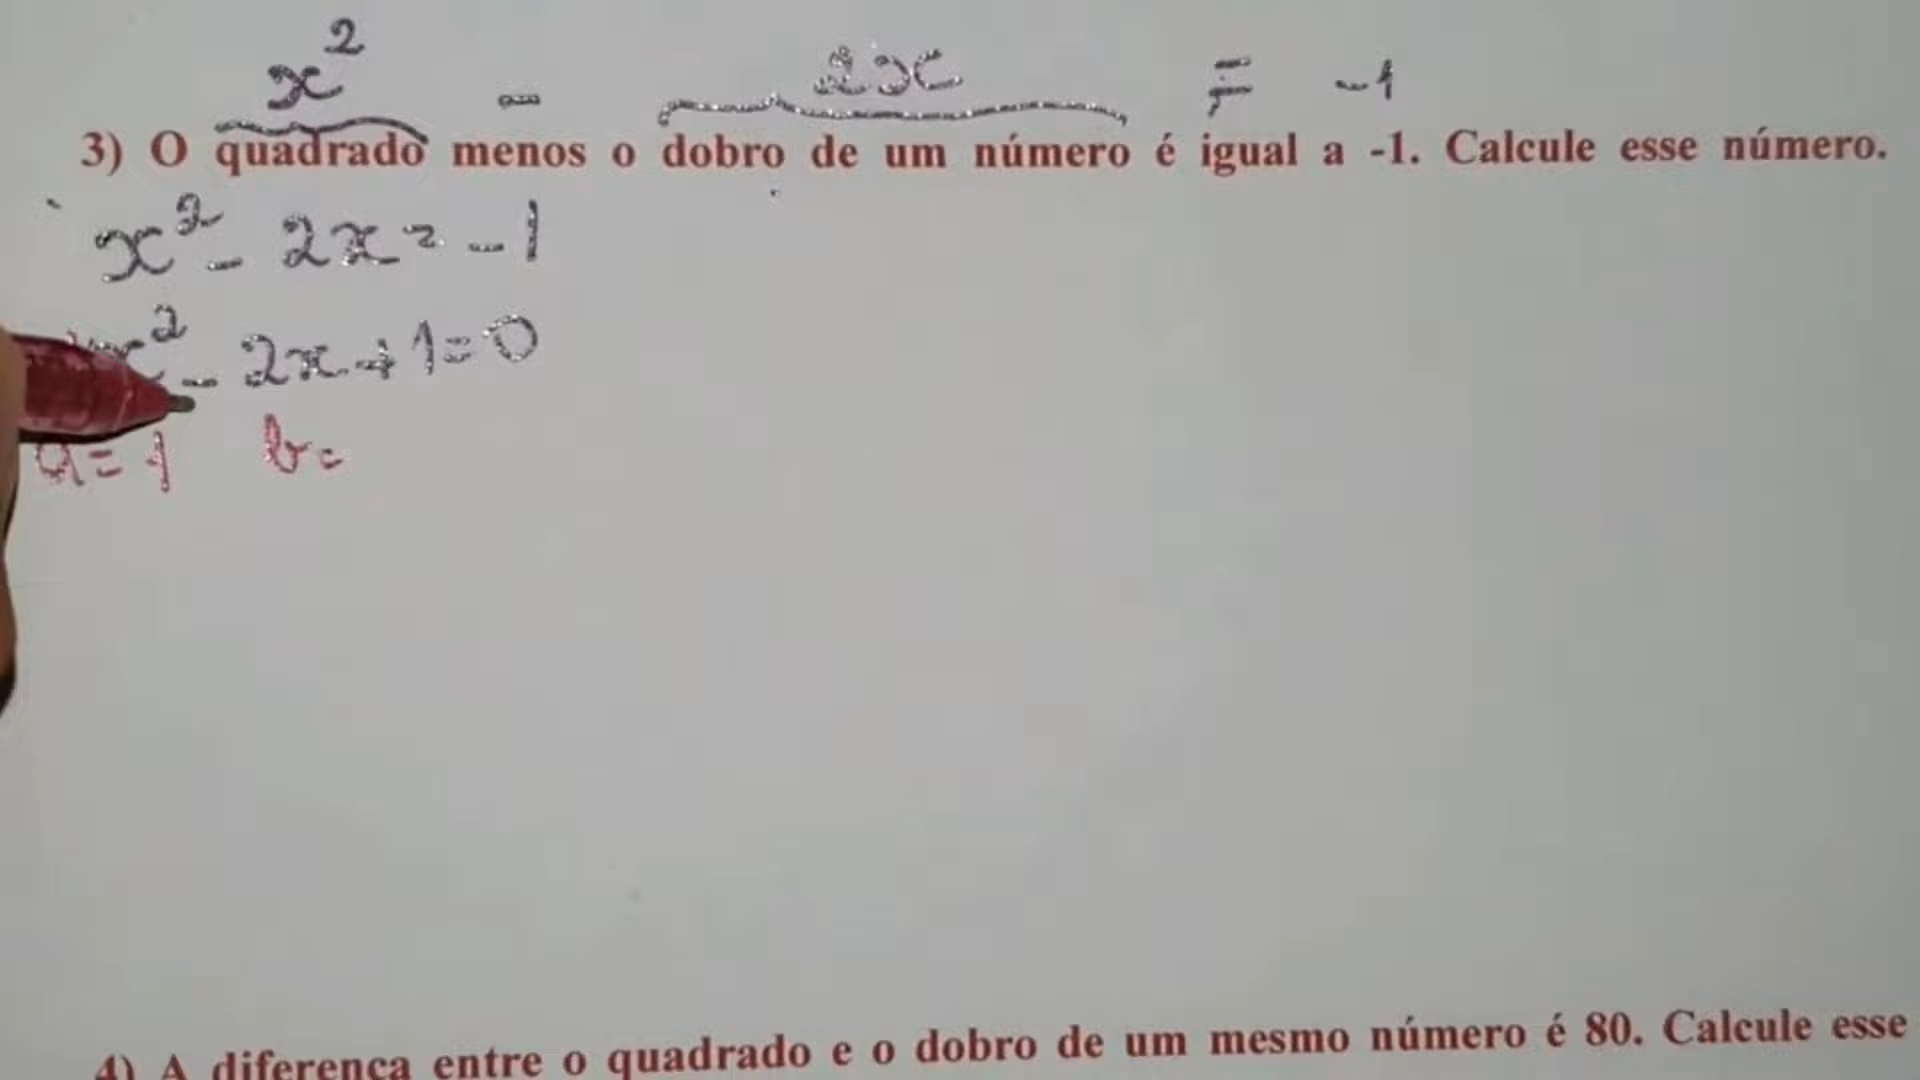 x² - 2x = -1
3) O quadrado menos o dobro de um número é igual a -1. Calcule esse número.
x² - 2x = -1
x² - 2x + 1 = 0
a = 1 b =
4) A diferença entre o quadrado e o dobro de um mesmo número é 80. Calcule esse